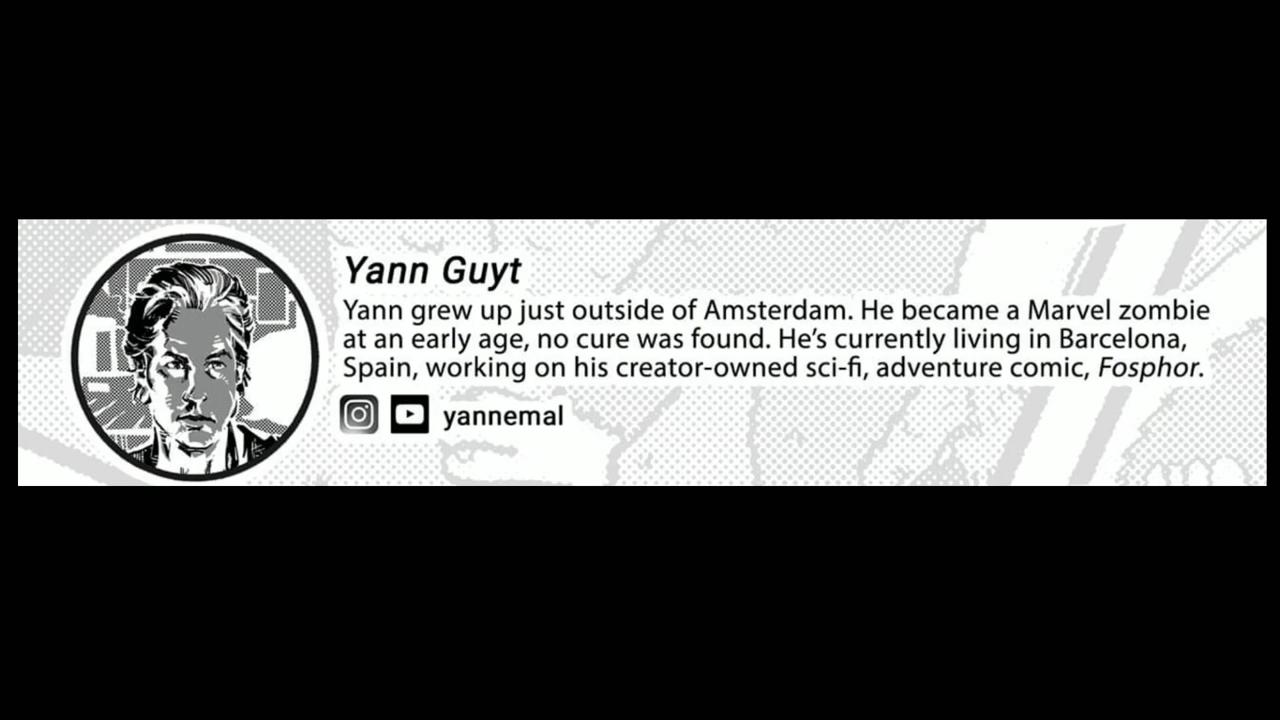 Yann Guyt
Yann grew up just outside of Amsterdam. He became a Marvel zombie
at an early age, no cure was found. He’s currently living in Barcelona,
Spain, working on his creator-owned sci-fi, adventure comic, Fosphor.
yannemal